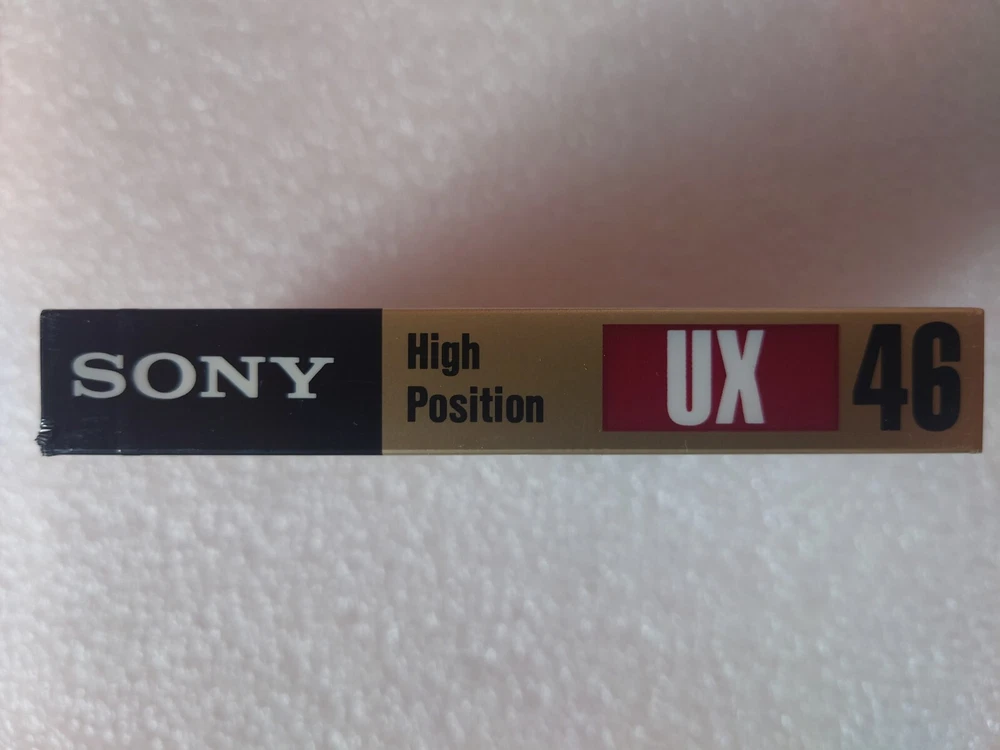 SONY
High
Position
UX
46